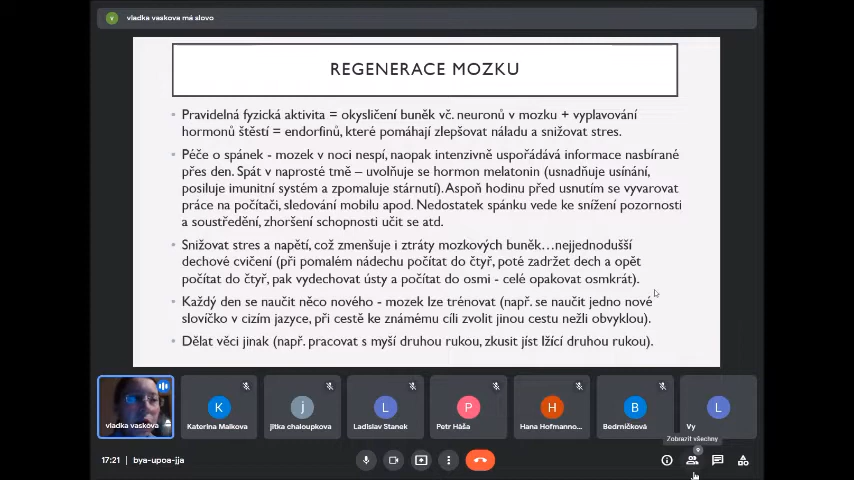 v
vladka vaskova má slovo
REGENERACE MOZKU
• Pravidelná fyzická aktivita = okysličení buněk vč. neuronů v mozku + vyplavování
hormonů štěstí = endorfinů, které pomáhají zlepšovat náladu a snižovat stres.
• Péče o spánek - mozek v noci nespí, naopak intenzivně uspořádává informace nasbírané
přes den. Spát v naprosté tmě – uvolňuje se hormon melatonin (usnadňuje usínání,
posiluje imunitní systém a zpomaluje stárnutí). Aspoň hodinu před usnutím se vyvarovat
práce na počítači, sledování mobilu apod. Nedostatek spánku vede ke snížení pozornosti
a soustředění, zhoršení schopnosti učit se atd.
• Snižovat stres a napětí, což zmenšuje i ztráty mozkových buněk...nejjednodušší
dechové cvičení (při pomalém nádechu počítat do čtyř, poté zadržet dech a opět
počítat do čtyř, pak vydechovat ústy a počítat do osmi - celé opakovat osmkrát).
• Každý den se naučit něco nového - mozek lze trénovat (např. se naučit jedno nové
slovíčko v cizím jazyce, při cestě ke známému cíli zvolit jinou cestu nežli obvyklou).
• Dělat věci jinak (např. pracovat s myší druhou rukou, zkusit jíst lžící druhou rukou).
K
j
L
P
H
B
L
vladka vaskova
Katerina Malkova
jitka chaloupkova
Ladislav Stanek
Petr Háša
Hana Hofmanno...
Bedrníčková
Vy
Zobrazit všechny
9
17:21 | bya-upoa-jja